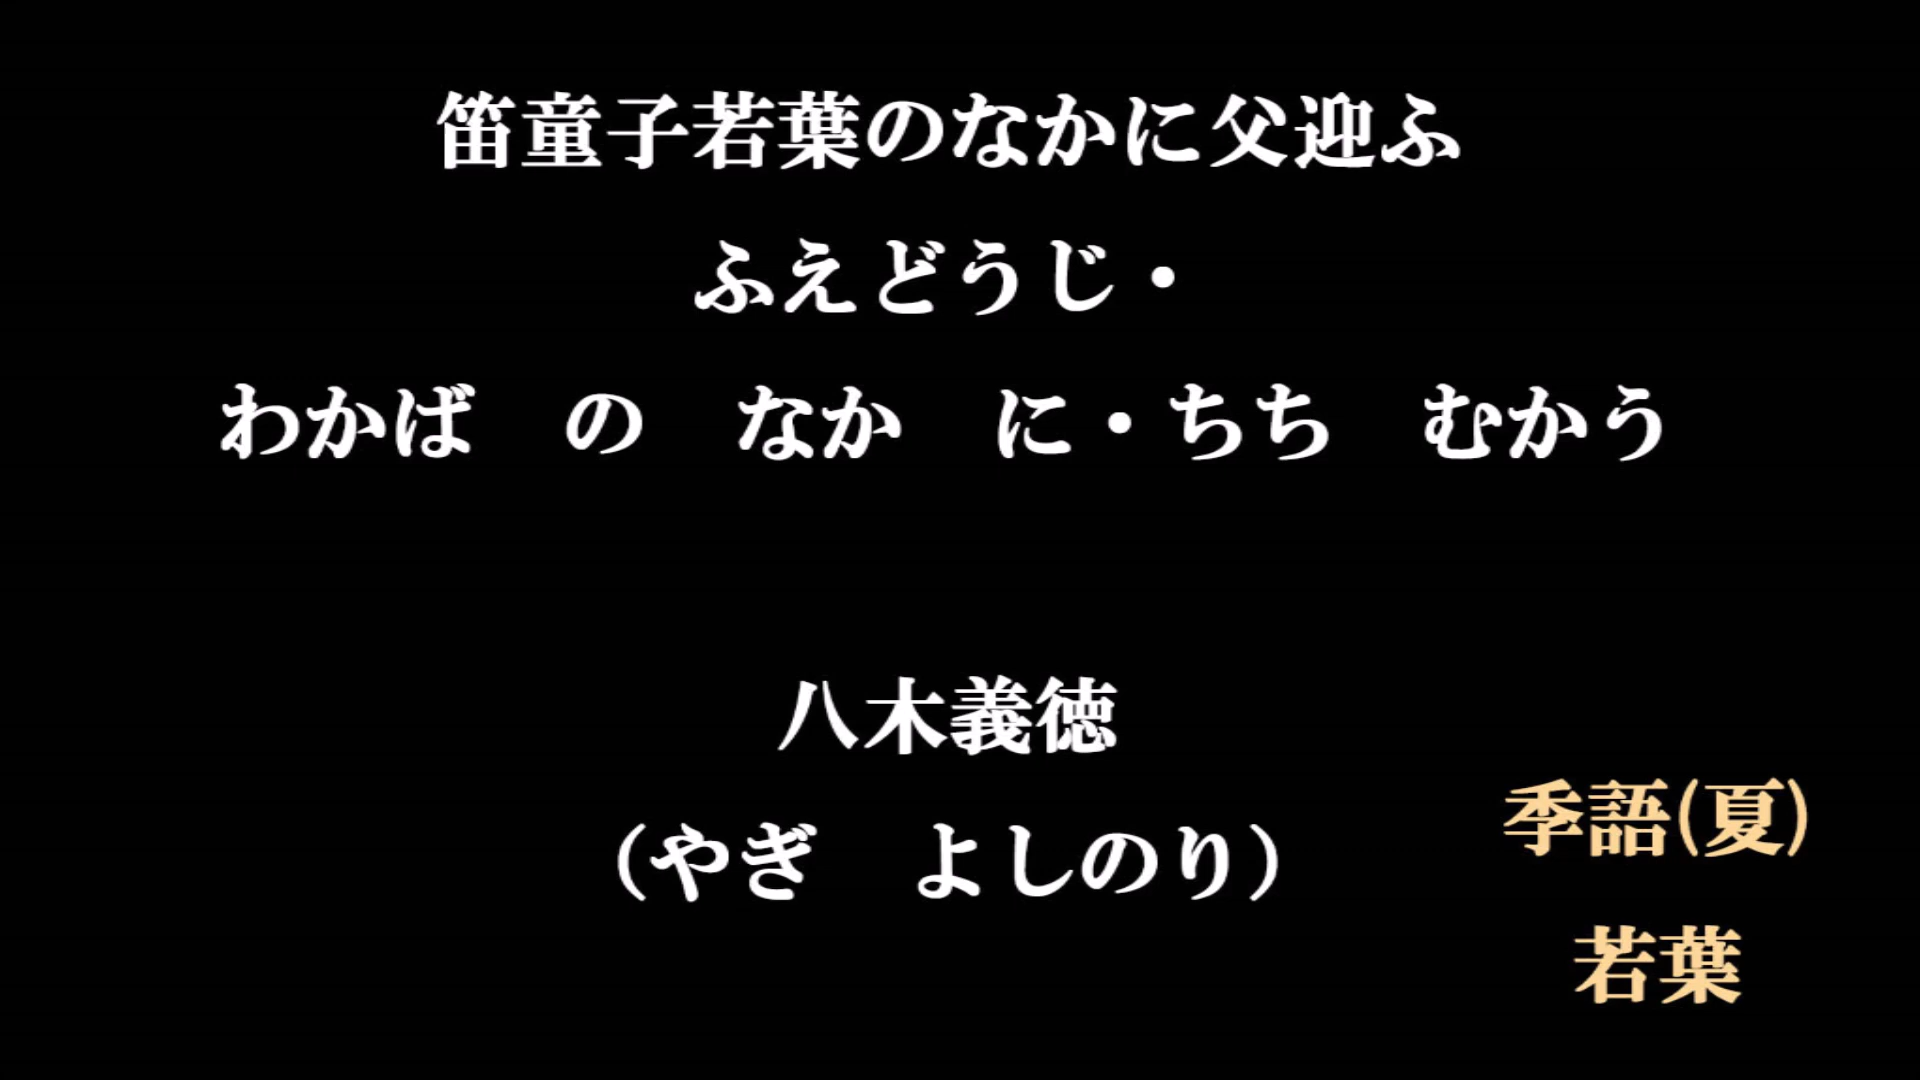 笛童子若葉のなかに父迎ふ
ふえどうじ・
わかば　の　なか　に・ちち　むかう
八木義徳
（やぎ　よしのり）
季語(夏)
若葉